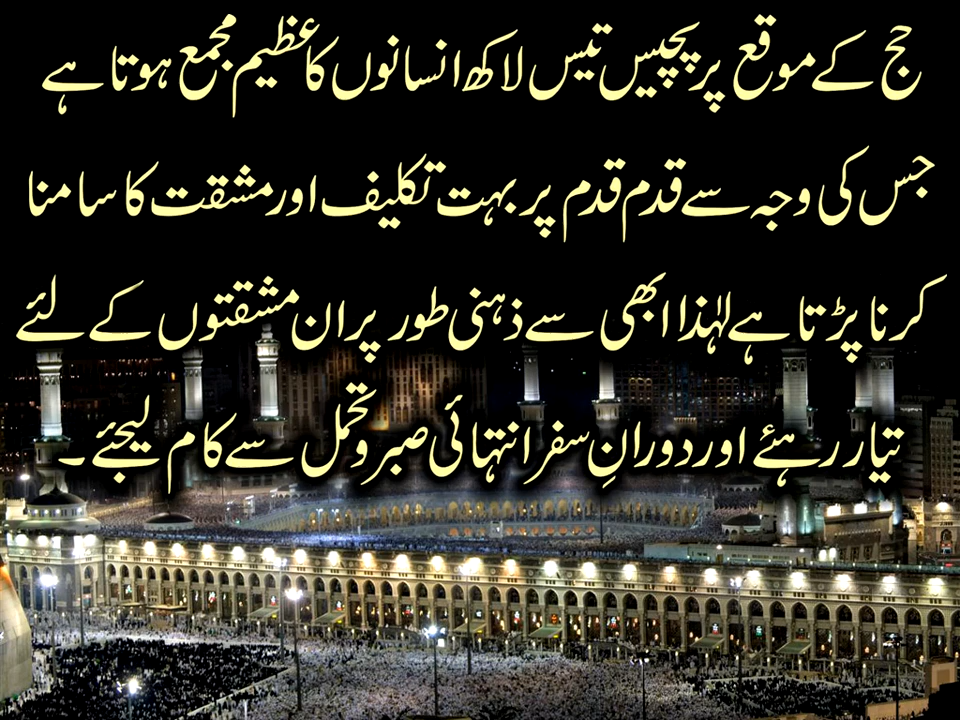 حج کے موقع پر پچیس تیس لاکھ انسانوں کا عظیم مجمع ہوتا ہے
جس کی وجہ سے قدم قدم پر بہت تکلیف اور مشقت کا سامنا
کرنا پڑتا ہے لہٰذا ابھی سے ذہنی طور پر ان مشقتوں کے لئے
تیار رہئے اور دورانِ سفر انتہائی صبر و تحمل سے کام لیجئے۔